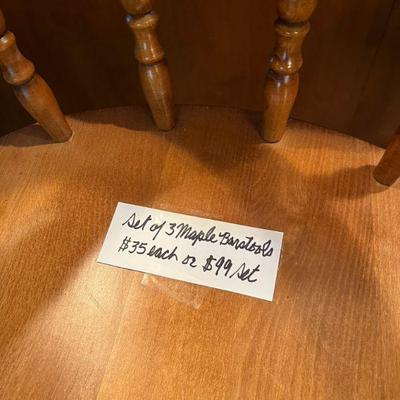 Set of 3 Maple Barstools
$35 each or $99 set